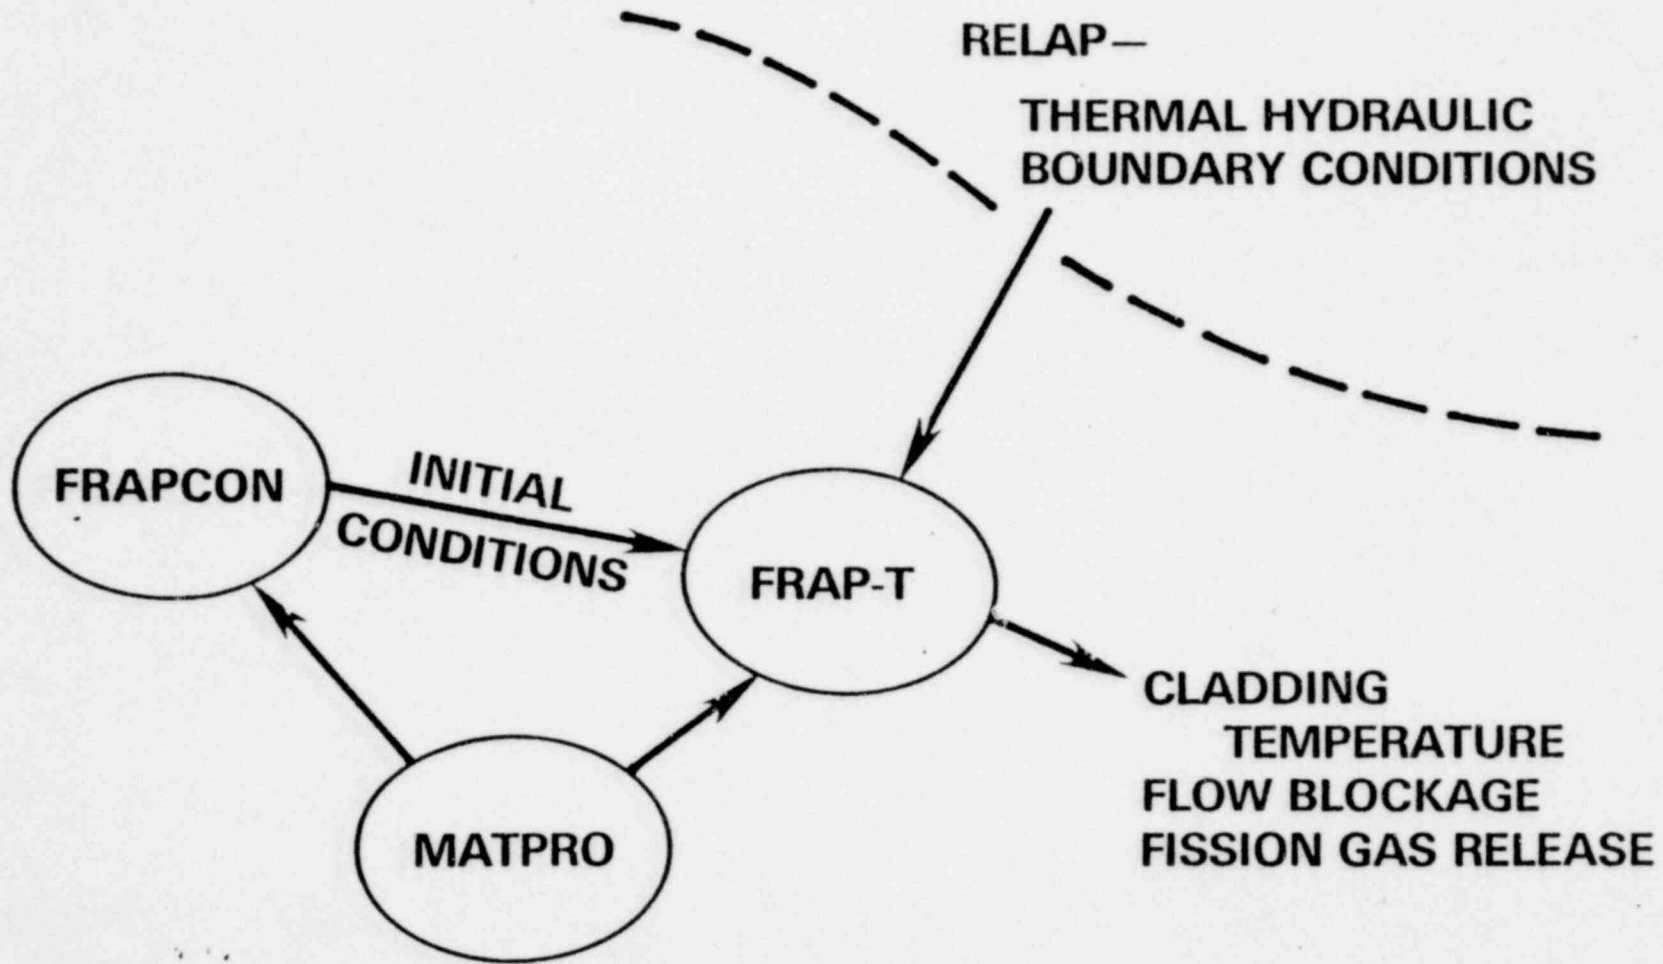 RELAP—
THERMAL HYDRAULIC
BOUNDARY CONDITIONS
FRAPCON
INITIAL
CONDITIONS
FRAP-T
CLADDING
TEMPERATURE
FLOW BLOCKAGE
FISSION GAS RELEASE
MATPRO